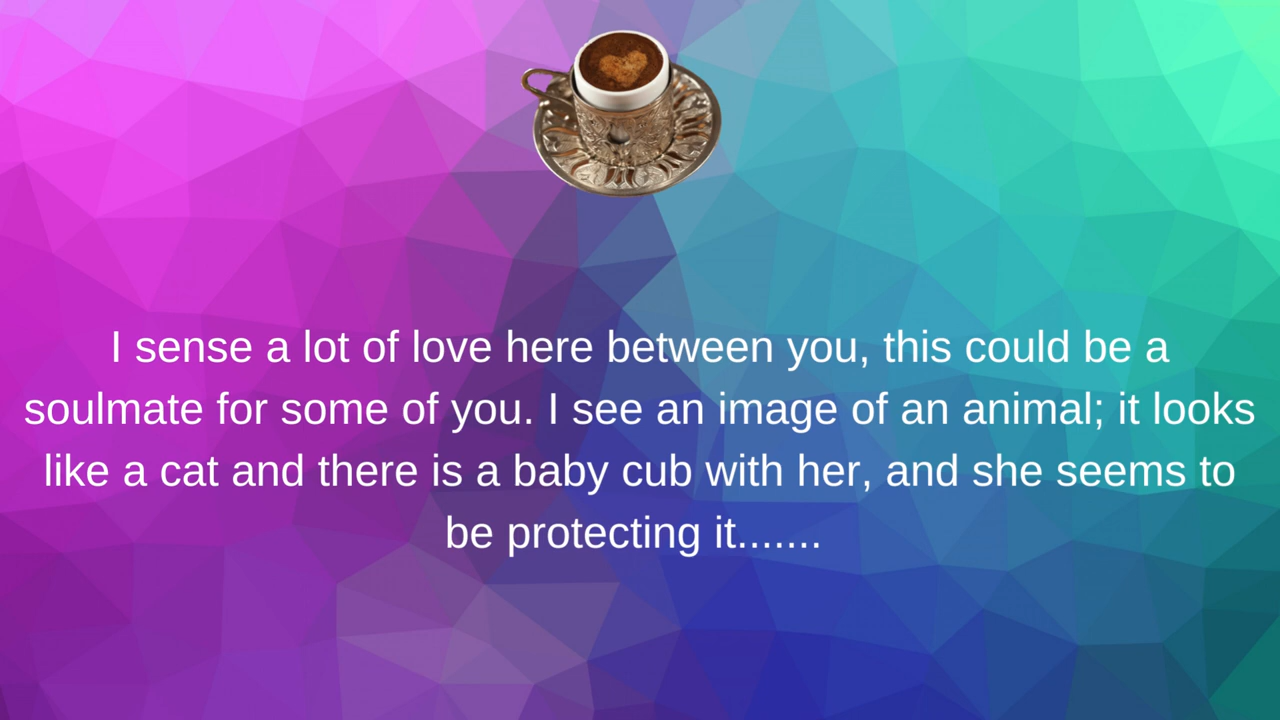 I sense a lot of love here between you, this could be a
soulmate for some of you. I see an image of an animal; it looks
like a cat and there is a baby cub with her, and she seems to
be protecting it.......